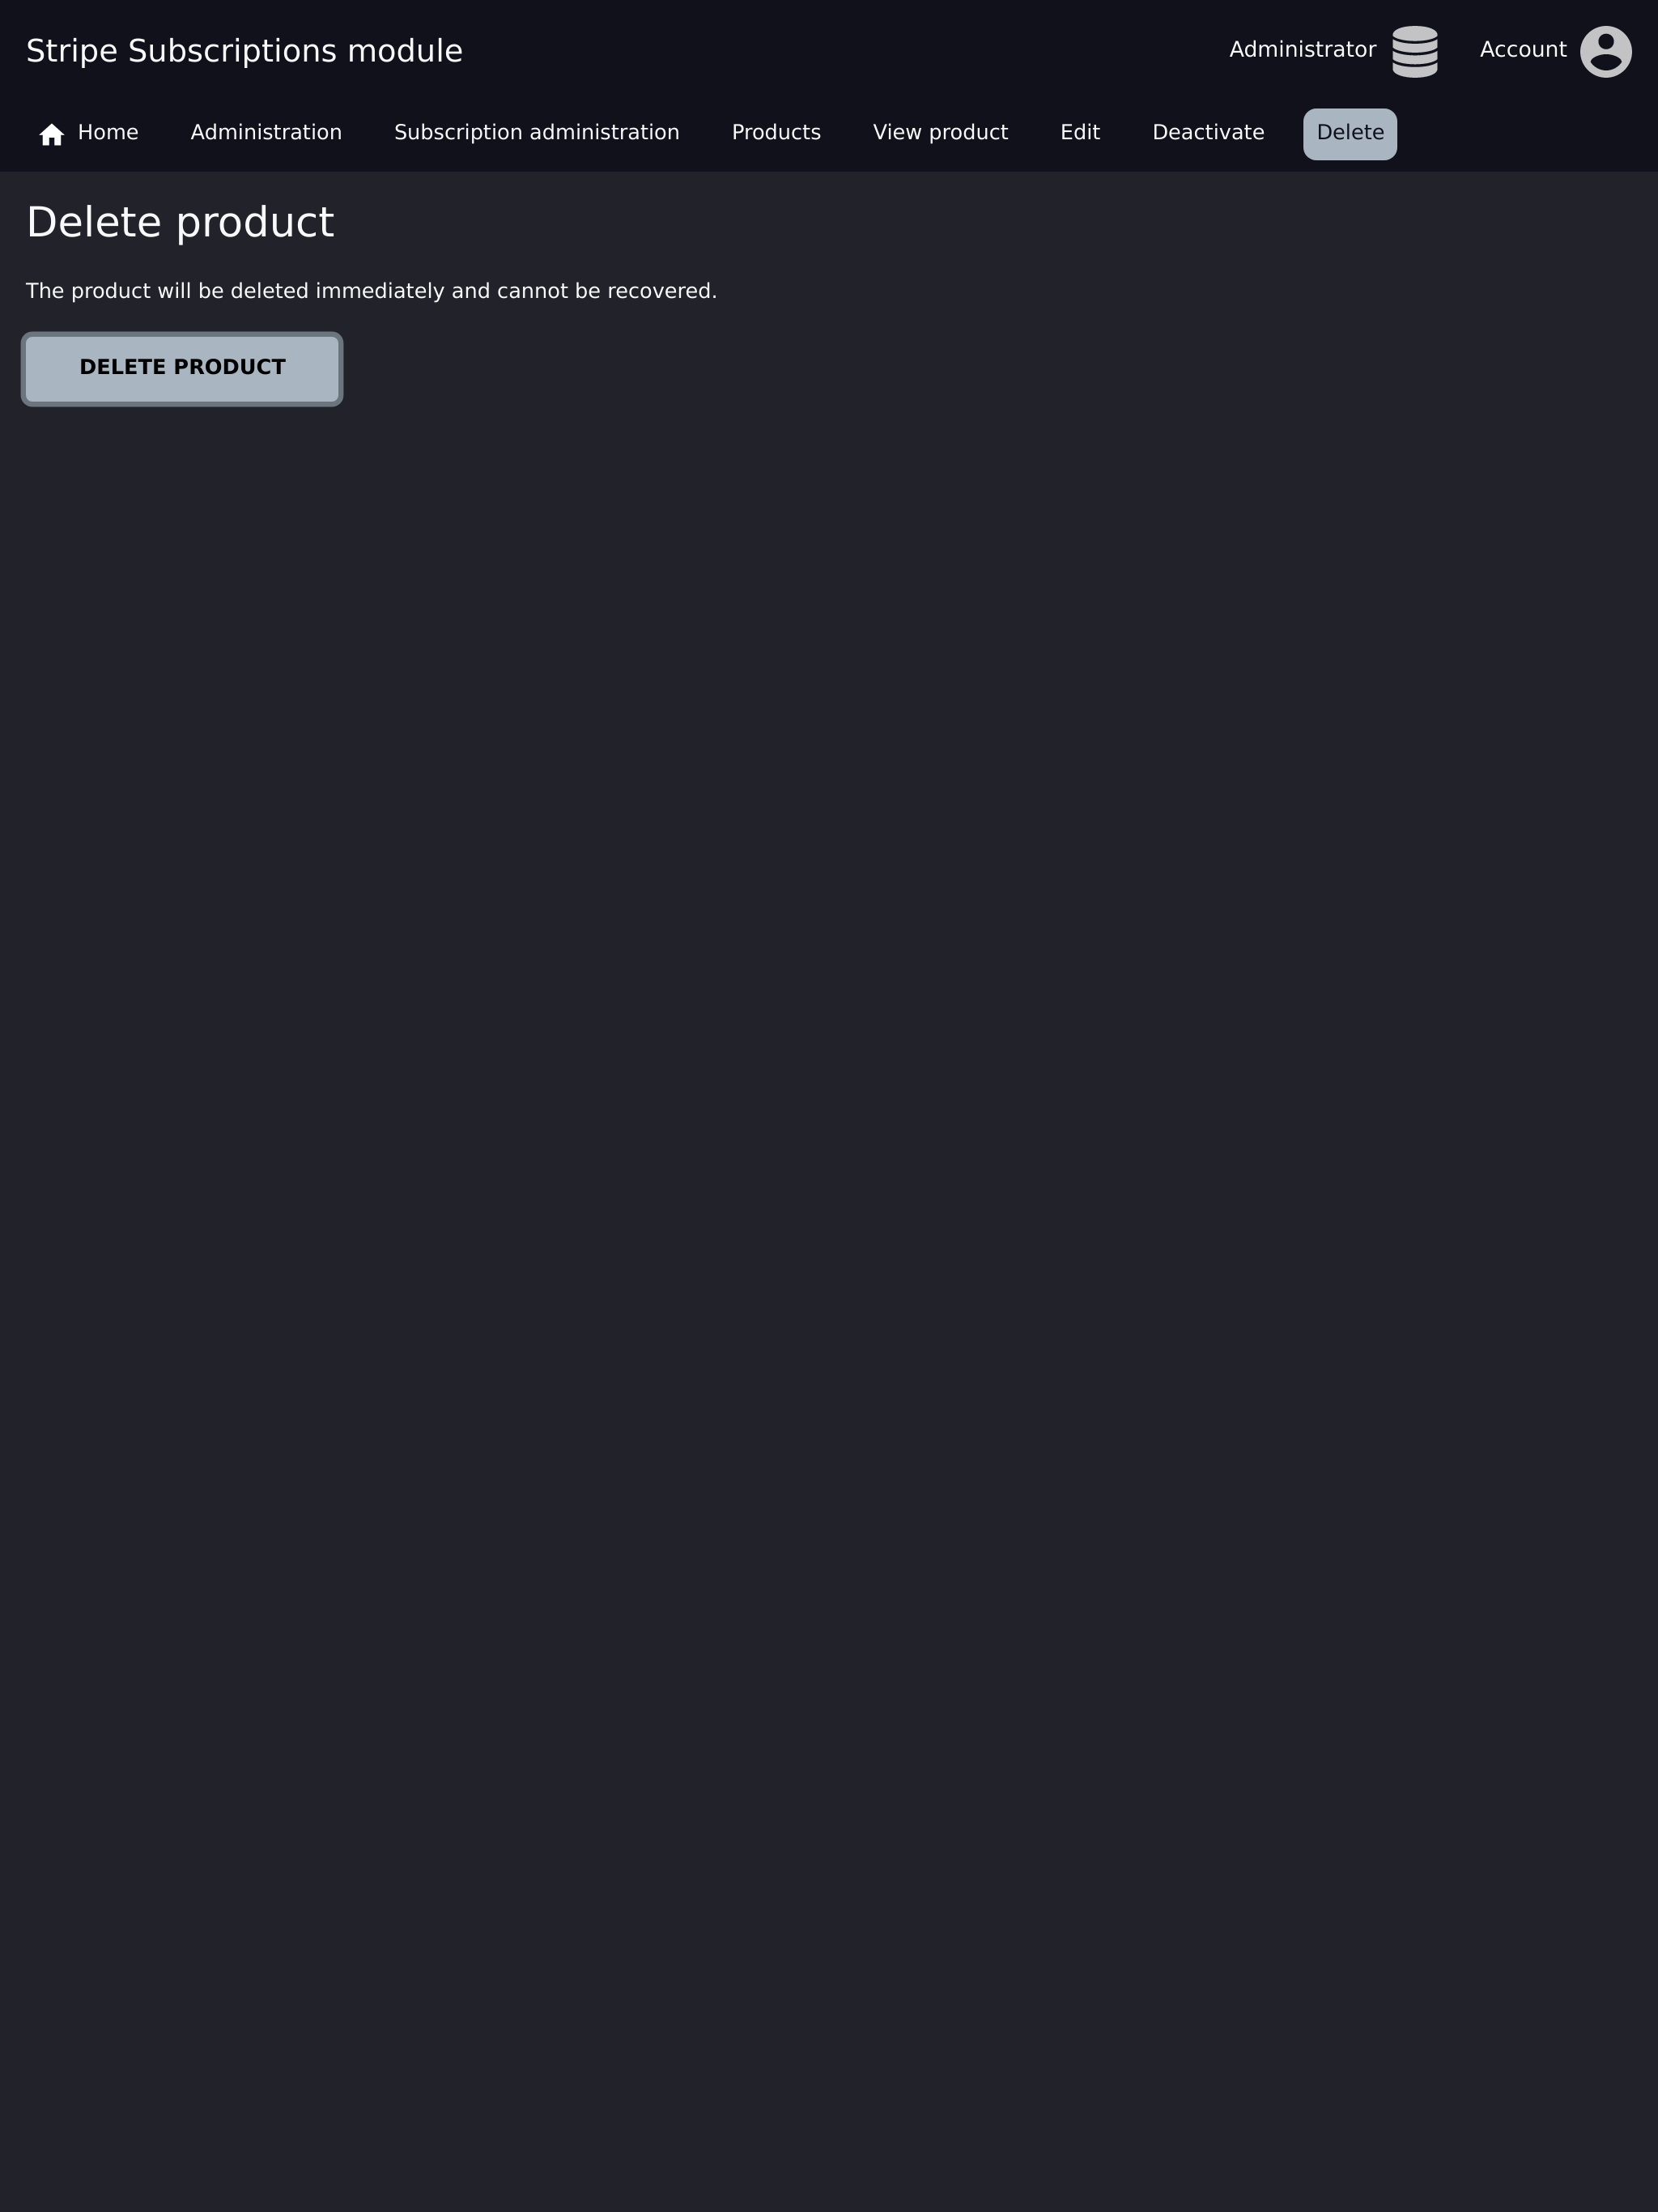 Stripe Subscriptions module
Administrator Account
Home Administration Subscription administration Products View product Edit Deactivate Delete
Delete product
The product will be deleted immediately and cannot be recovered.
DELETE PRODUCT